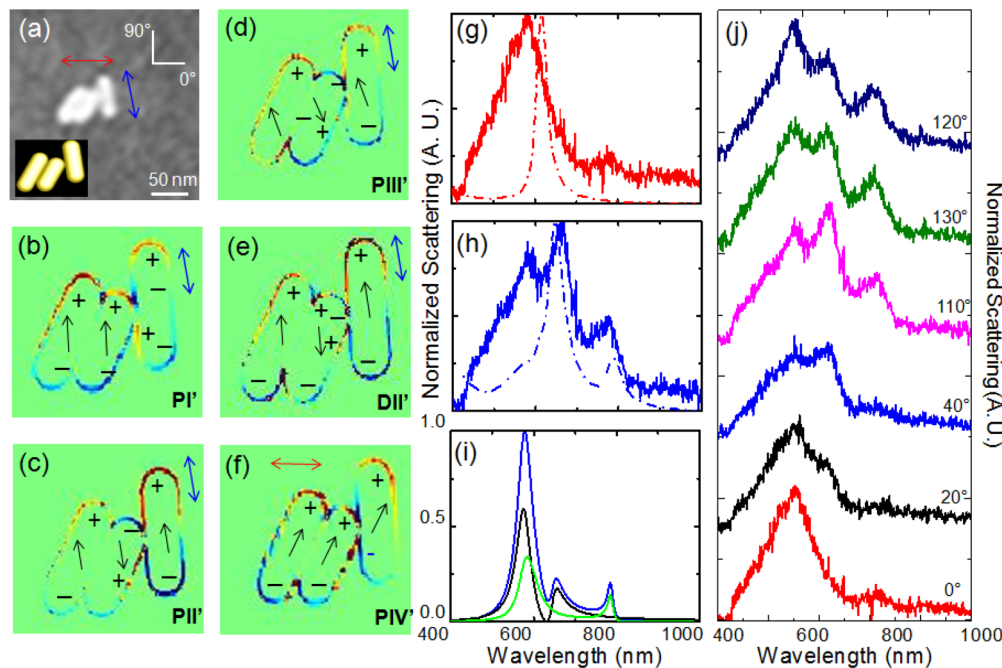 (a)
90°
0°
50 nm
(b)
+
+
+
−
+
−
−
−
PI'
(c)
+
−
+
+
−
−
PII'
(d)
+
+
−
−
+
−
PIII'
(e)
+
+
+
−
−
+
−
DII'
(f)
+
+
+
−
−
-
PIV'
Normalized Scattering (A. U.)
(g)
(h)
(i)
1.0
0.5
0.0
400 600 800 1000
Wavelength (nm)
(j)
120°
130°
110°
40°
20°
0°
400 600 800 1000
Wavelength (nm)
Normalized Scattering(A. U.)